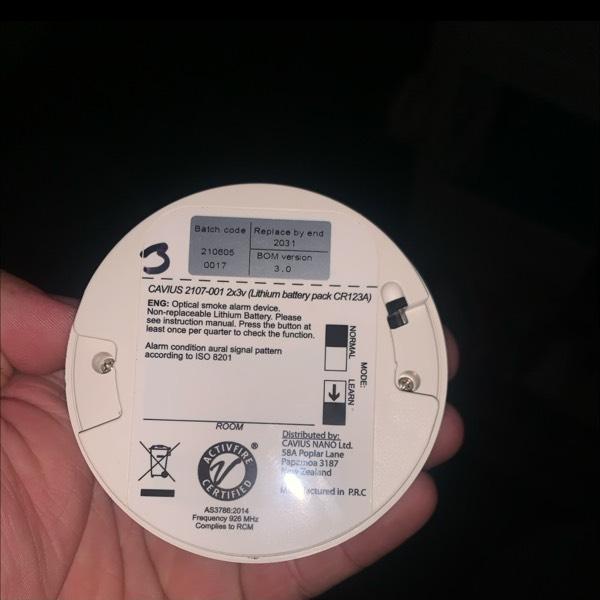 3
Batch code
210605
0017
Replace by end
2031
BOM version
3.0
CAVIUS 2107-001 2x3v (Lithium battery pack CR123A)
ENG: Optical smoke alarm device.
Non-replaceable Lithium Battery. Please
see instruction manual. Press the button at
least once per quarter to check the function.
Alarm condition aural signal pattern
according to ISO 8201
MODE:
NORMAL
LEARN
ROOM
ACTIVFIRE
CERTIFIED
®
AS3786:2014
Frequency 926 MHz
Complies to RCM
Distributed by:
CAVIUS NANO Ltd.
58A Poplar Lane
Papamoa 3187
New Zealand
Manufactured in P.R.C